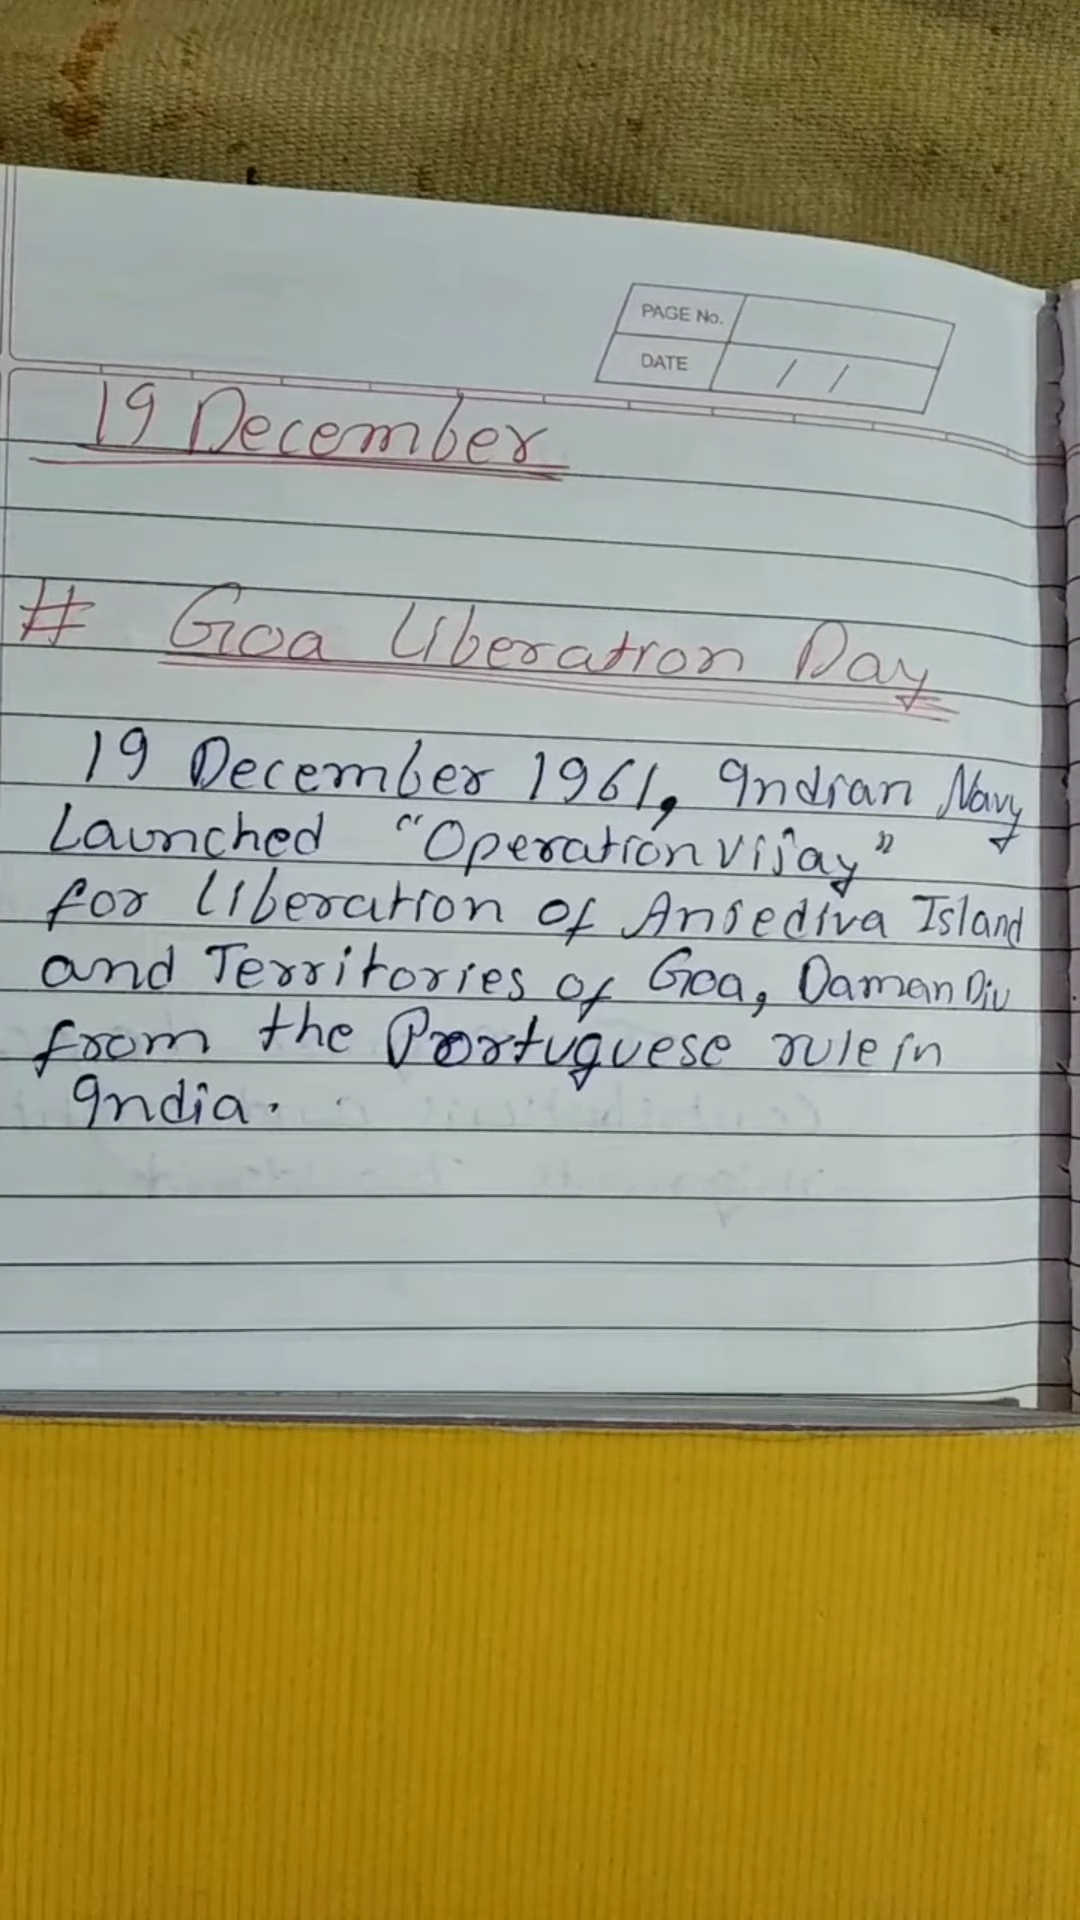 PAGE No.
DATE / /
19 December
# Goa Liberation Day
19 December 1961, Indian Navy
Launched "Operation Vijay"
for Liberation of Ansediva Island
and Territories of Goa, Daman Diu
from the Portuguese rule in
India.